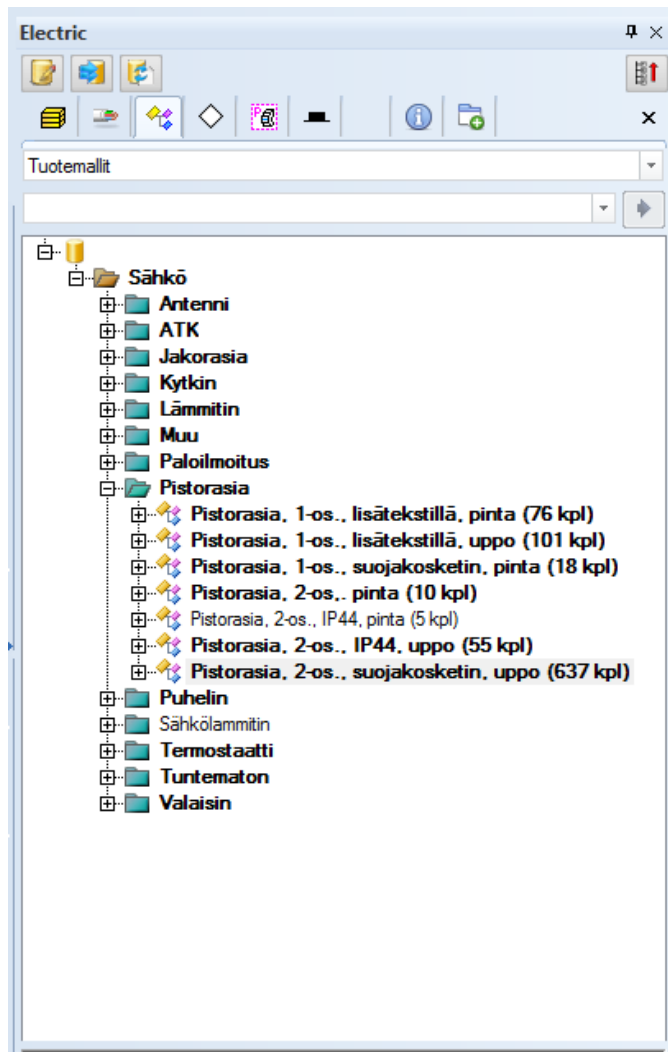 Electric
Tuotemallit
Sähkö
Antenni
ATK
Jakorasia
Kytkin
Lämmitin
Muu
Paloilmoitus
Pistorasia
Pistorasia, 1-os., lisätekstillä, pinta (76 kpl)
Pistorasia, 1-os., lisätekstillä, uppo (101 kpl)
Pistorasia, 1-os., suojakosketin, pinta (18 kpl)
Pistorasia, 2-os,. pinta (10 kpl)
Pistorasia, 2-os., IP44, pinta (5 kpl)
Pistorasia, 2-os., IP44, uppo (55 kpl)
Pistorasia, 2-os., suojakosketin, uppo (637 kpl)
Puhelin
Sähkölammitin
Termostaatti
Tuntematon
Valaisin